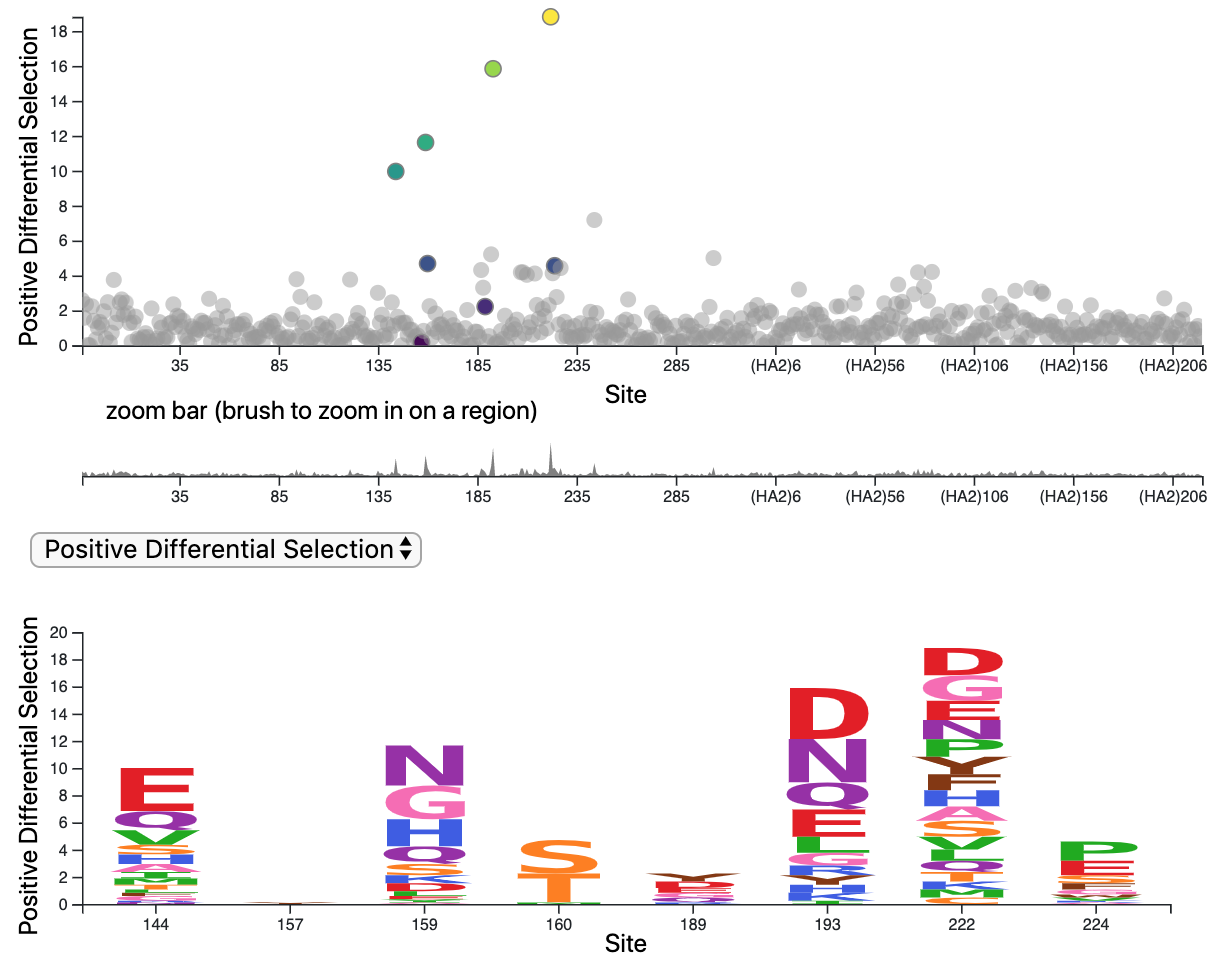 Positive Differential Selection
18
16
14
12
10
8
6
4
2
0
35 85 135 185 235 285 (HA2)6 (HA2)56 (HA2)106 (HA2)156 (HA2)206
Site
zoom bar (brush to zoom in on a region)
35 85 135 185 235 285 (HA2)6 (HA2)56 (HA2)106 (HA2)156 (HA2)206
Positive Differential Selection
Positive Differential Selection
20
18
16
14
12
10
8
6
4
2
0
E
Q
V
N
G
H
Q
S
T
D
N
Q
E
L
G
D
G
E
N
P
Y
F
H
A
S
V
P
E
144 157 159 160 189 193 222 224
Site